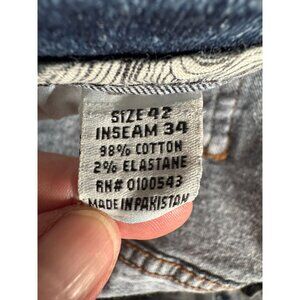 SIZE 42
INSEAM 34
98% COTTON
2% ELASTANE
RN# 0100543
MADE IN PAKISTAN